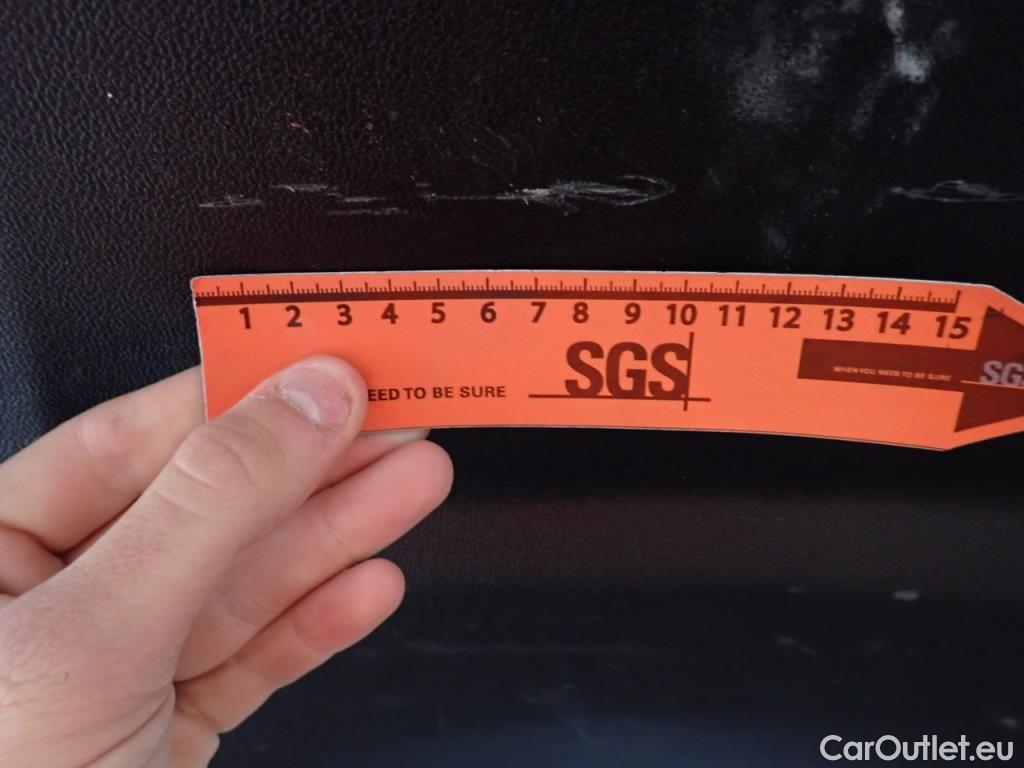 1 2 3 4 5 6 7 8 9 10 11 12 13 14 15
EED TO BE SURE
SGS
WHEN YOU NEED TO BE SURE
SGS
CarOutlet.eu